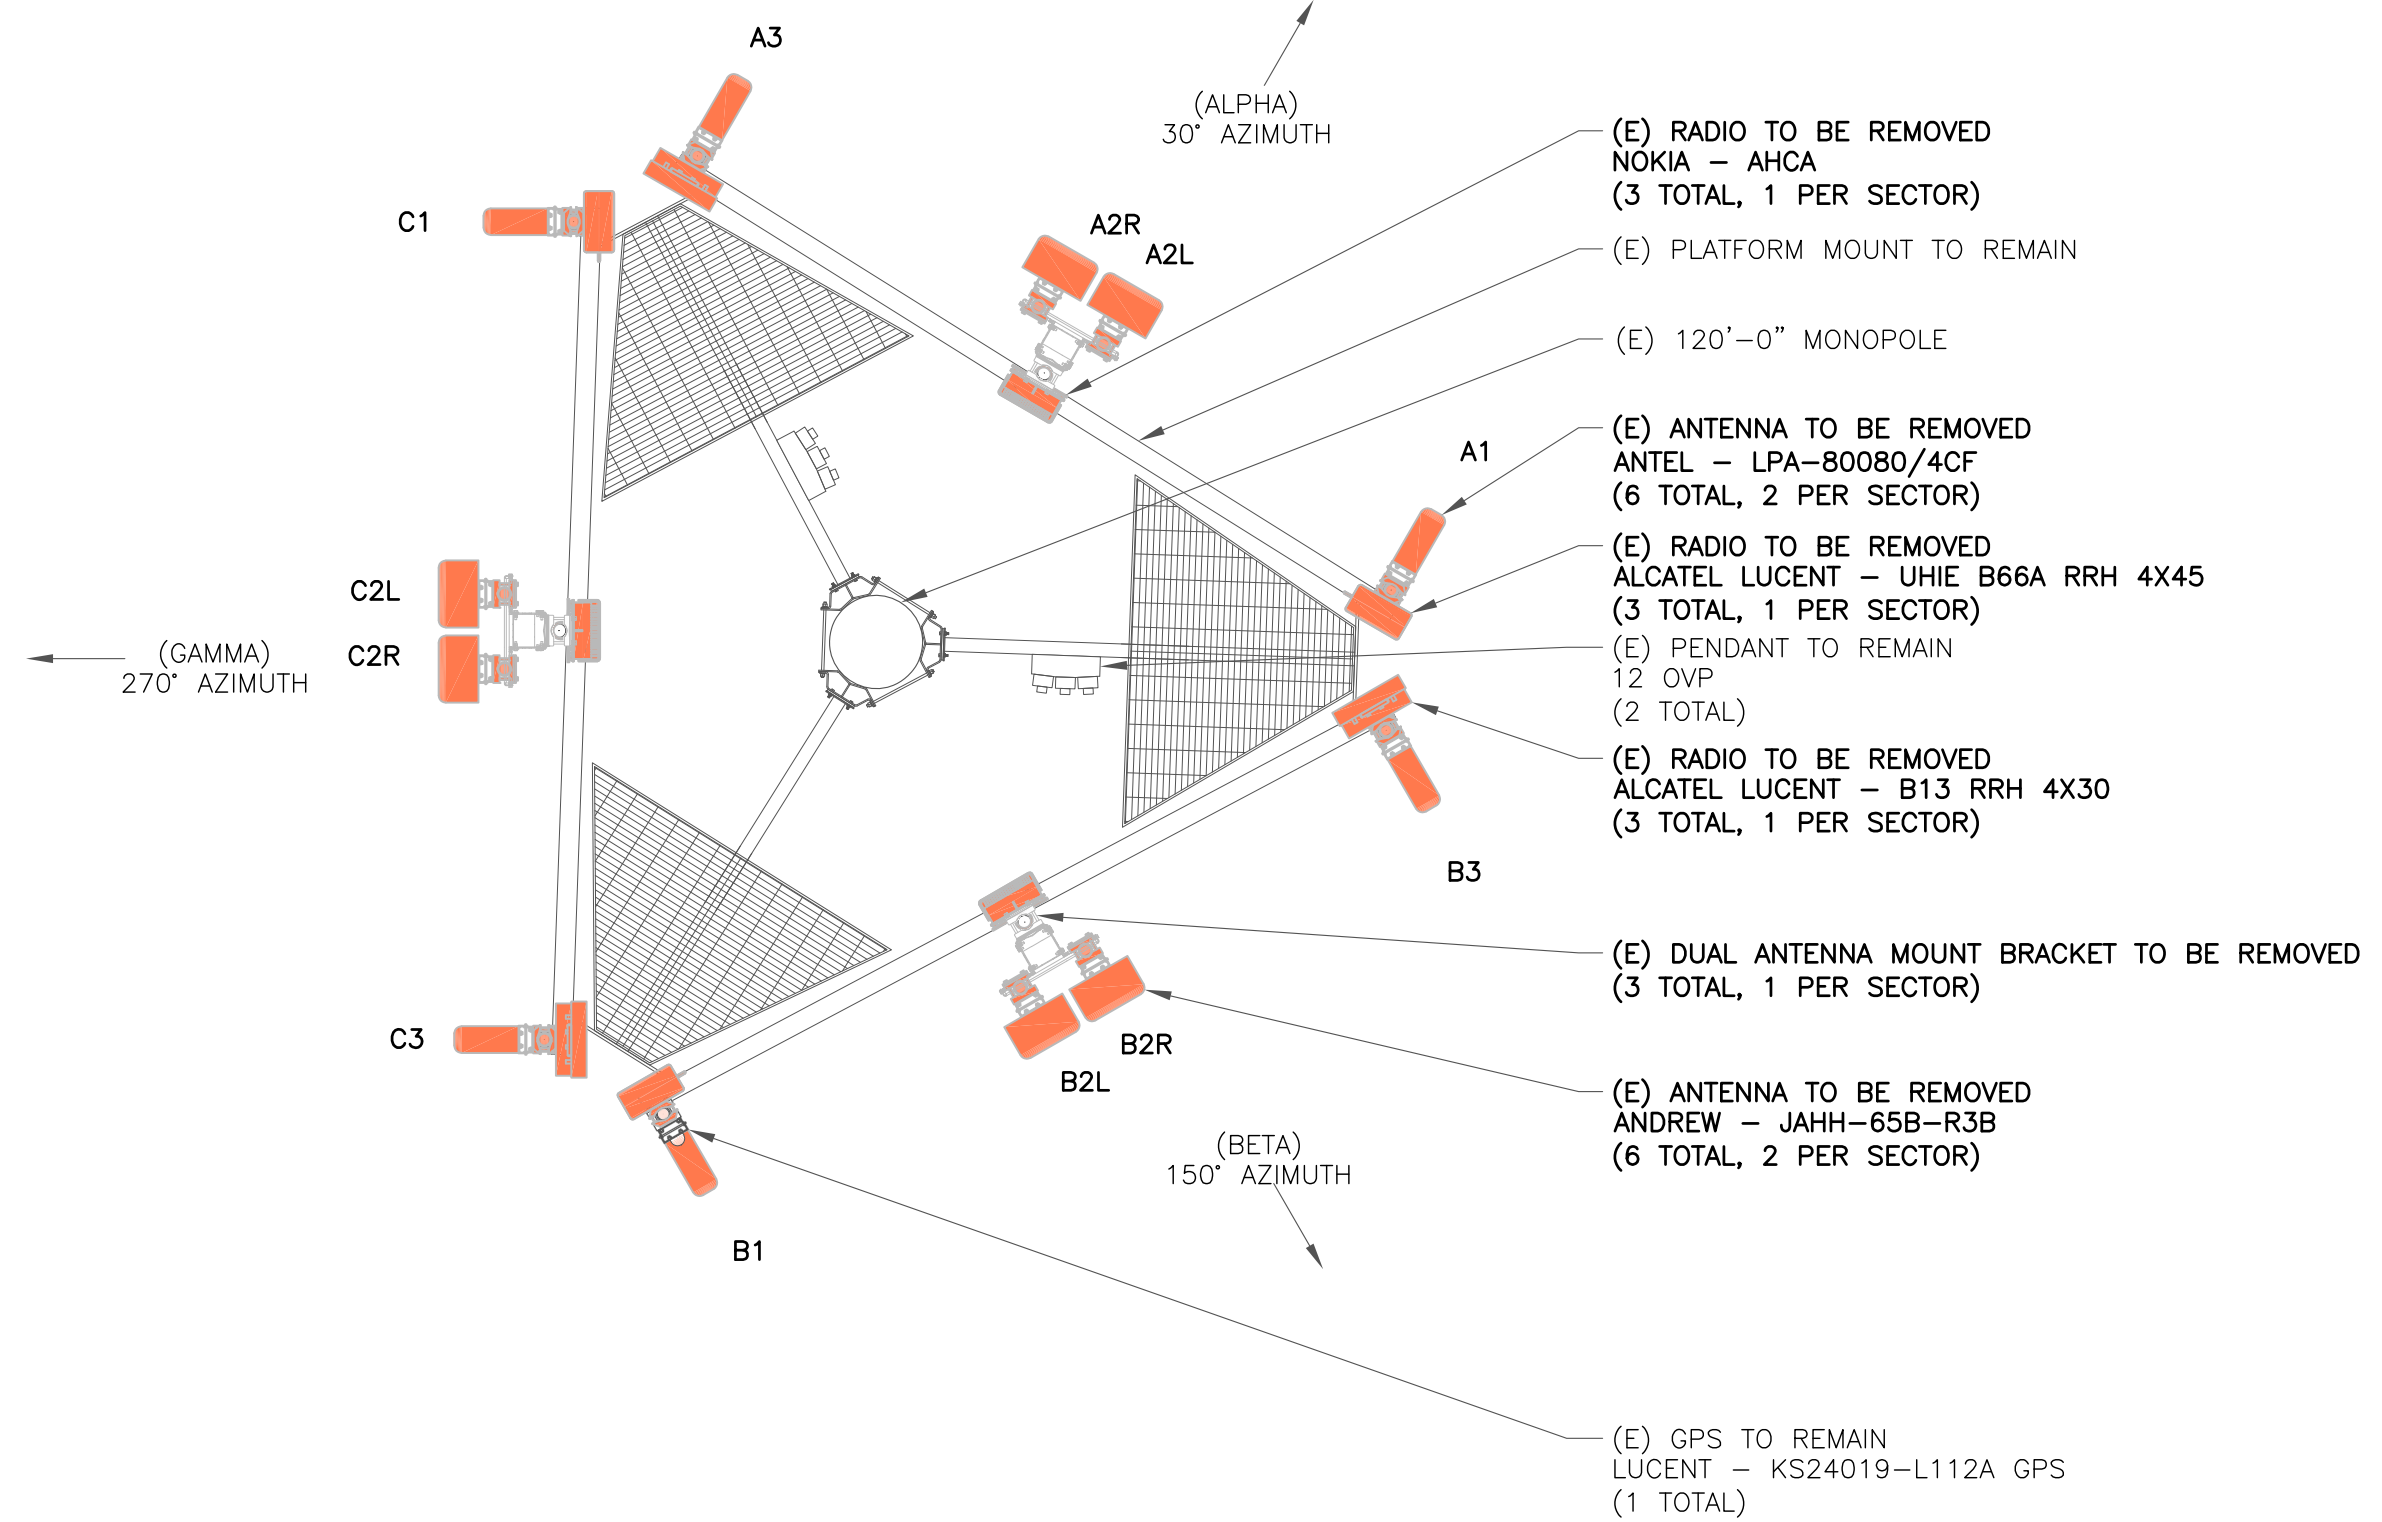 A3
(ALPHA)
30° AZIMUTH
C1
A2R
A2L
A1
C2L
C2R
(GAMMA)
270° AZIMUTH
B3
C3
B2R
B2L
(BETA)
150° AZIMUTH
B1
(E) RADIO TO BE REMOVED
NOKIA - AHCA
(3 TOTAL, 1 PER SECTOR)
(E) PLATFORM MOUNT TO REMAIN
(E) 120'-0" MONOPOLE
(E) ANTENNA TO BE REMOVED
ANTEL - LPA-80080/4CF
(6 TOTAL, 2 PER SECTOR)
(E) RADIO TO BE REMOVED
ALCATEL LUCENT - UHIE B66A RRH 4X45
(3 TOTAL, 1 PER SECTOR)
(E) PENDANT TO REMAIN
12 OVP
(2 TOTAL)
(E) RADIO TO BE REMOVED
ALCATEL LUCENT - B13 RRH 4X30
(3 TOTAL, 1 PER SECTOR)
(E) DUAL ANTENNA MOUNT BRACKET TO BE REMOVED
(3 TOTAL, 1 PER SECTOR)
(E) ANTENNA TO BE REMOVED
ANDREW - JAHH-65B-R3B
(6 TOTAL, 2 PER SECTOR)
(E) GPS TO REMAIN
LUCENT - KS24019-L112A GPS
(1 TOTAL)